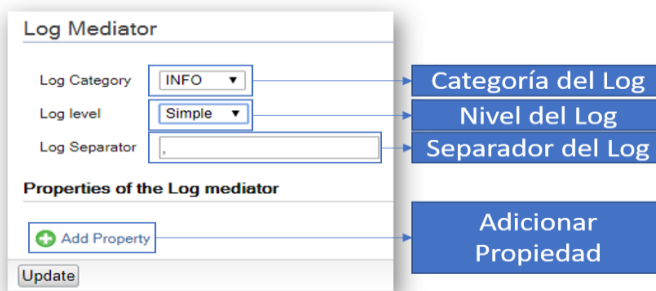 Log Mediator
Log Category INFO Categoría del Log
Log level Simple Nivel del Log
Log Separator , Separador del Log
Properties of the Log mediator
Add Property
Adicionar
Propiedad
Update